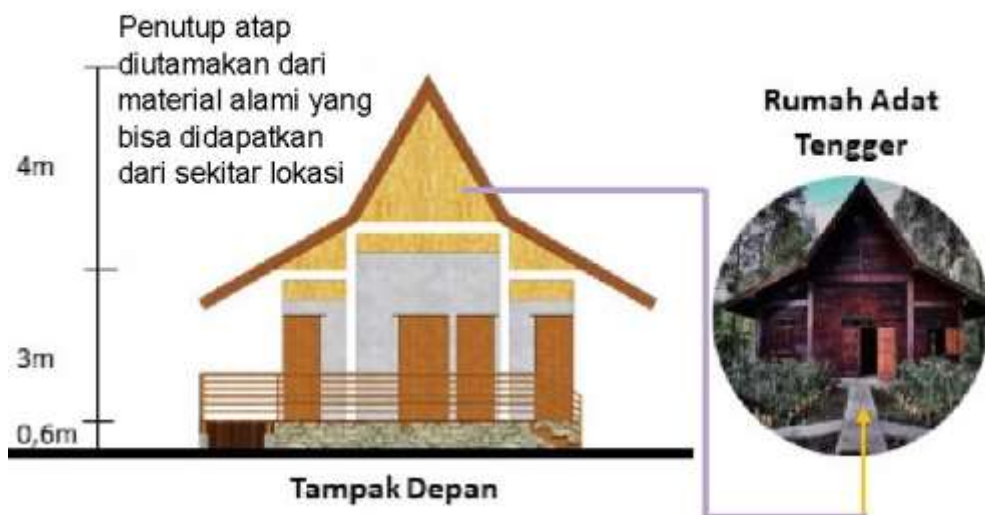 Penutup atap
diutamakan dari
material alami yang
bisa didapatkan
dari sekitar lokasi
4m
3m
0,6m
Tampak Depan
Rumah Adat
Tengger